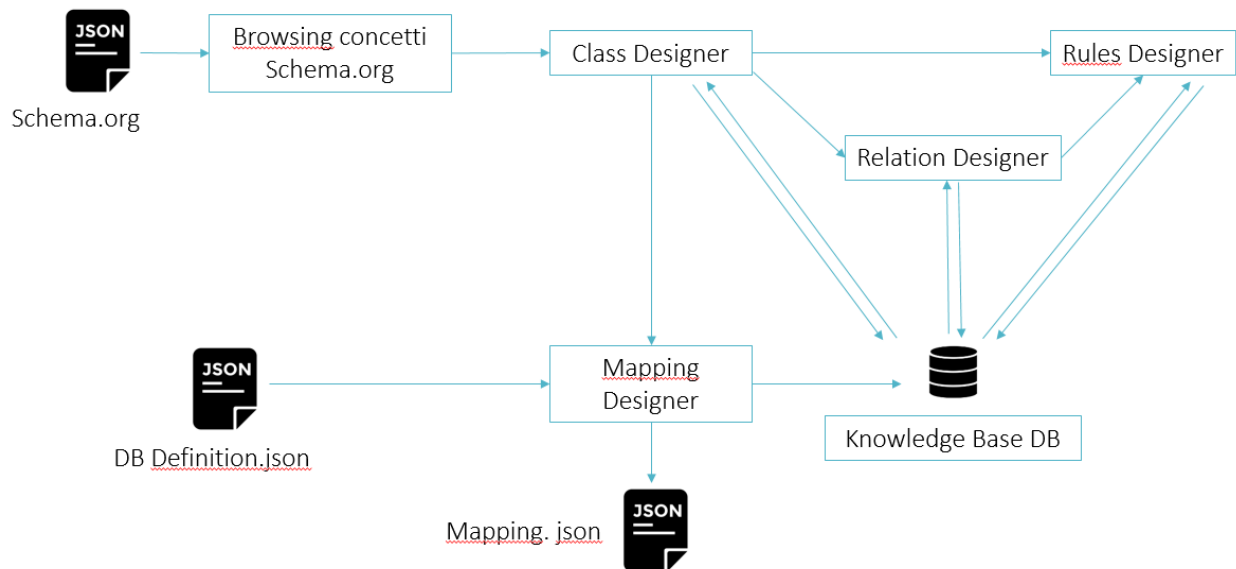 JSON
Schema.org
Browsing concetti
Schema.org
Class Designer
Rules Designer
Relation Designer
JSON
DB Definition.json
Mapping
Designer
Knowledge Base DB
Mapping. json
JSON